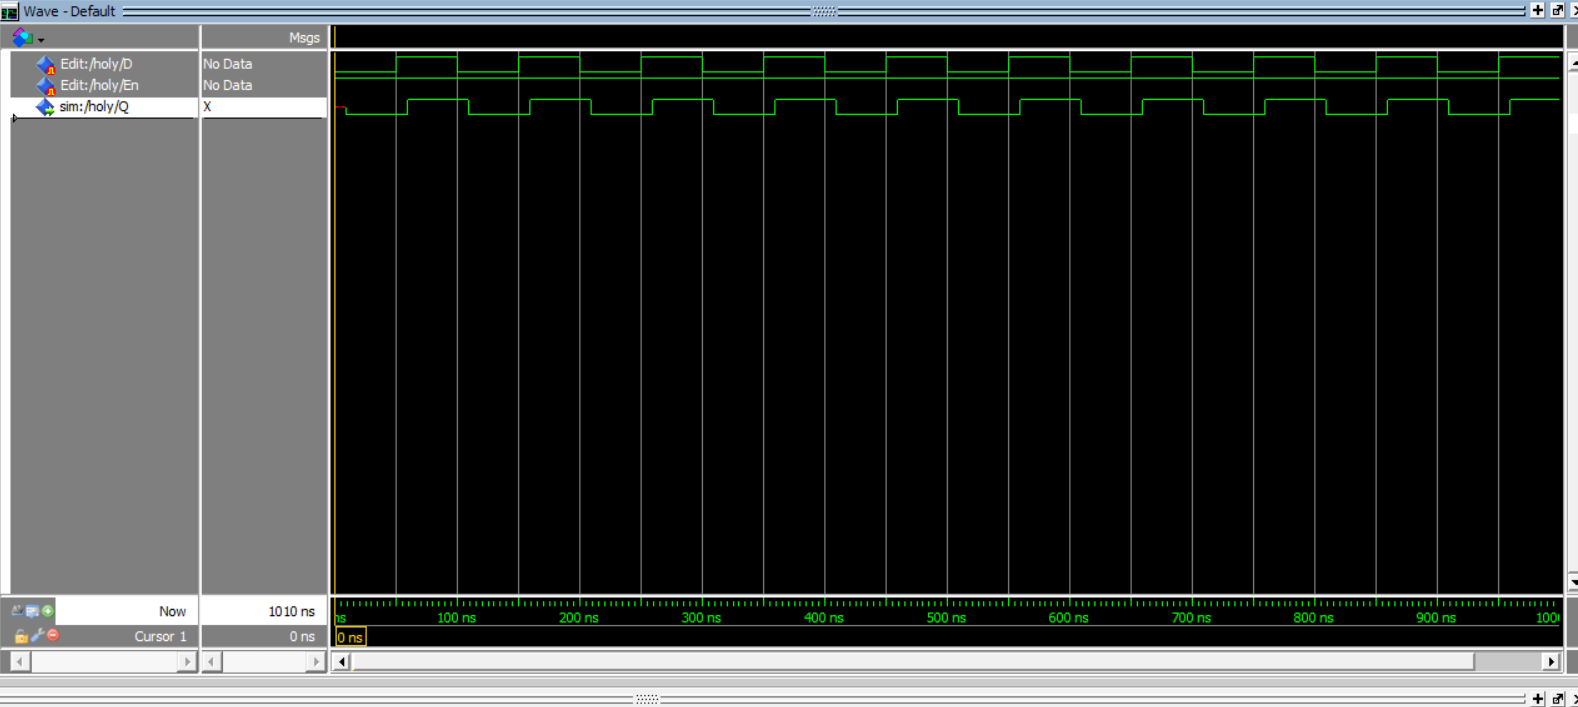 Wave - Default
Msgs
Edit:/holy/D No Data
Edit:/holy/En No Data
sim:/holy/Q X
Now 1010 ns
ns 100 ns 200 ns 300 ns 400 ns 500 ns 600 ns 700 ns 800 ns 900 ns 100
Cursor 1 0 ns 0 ns